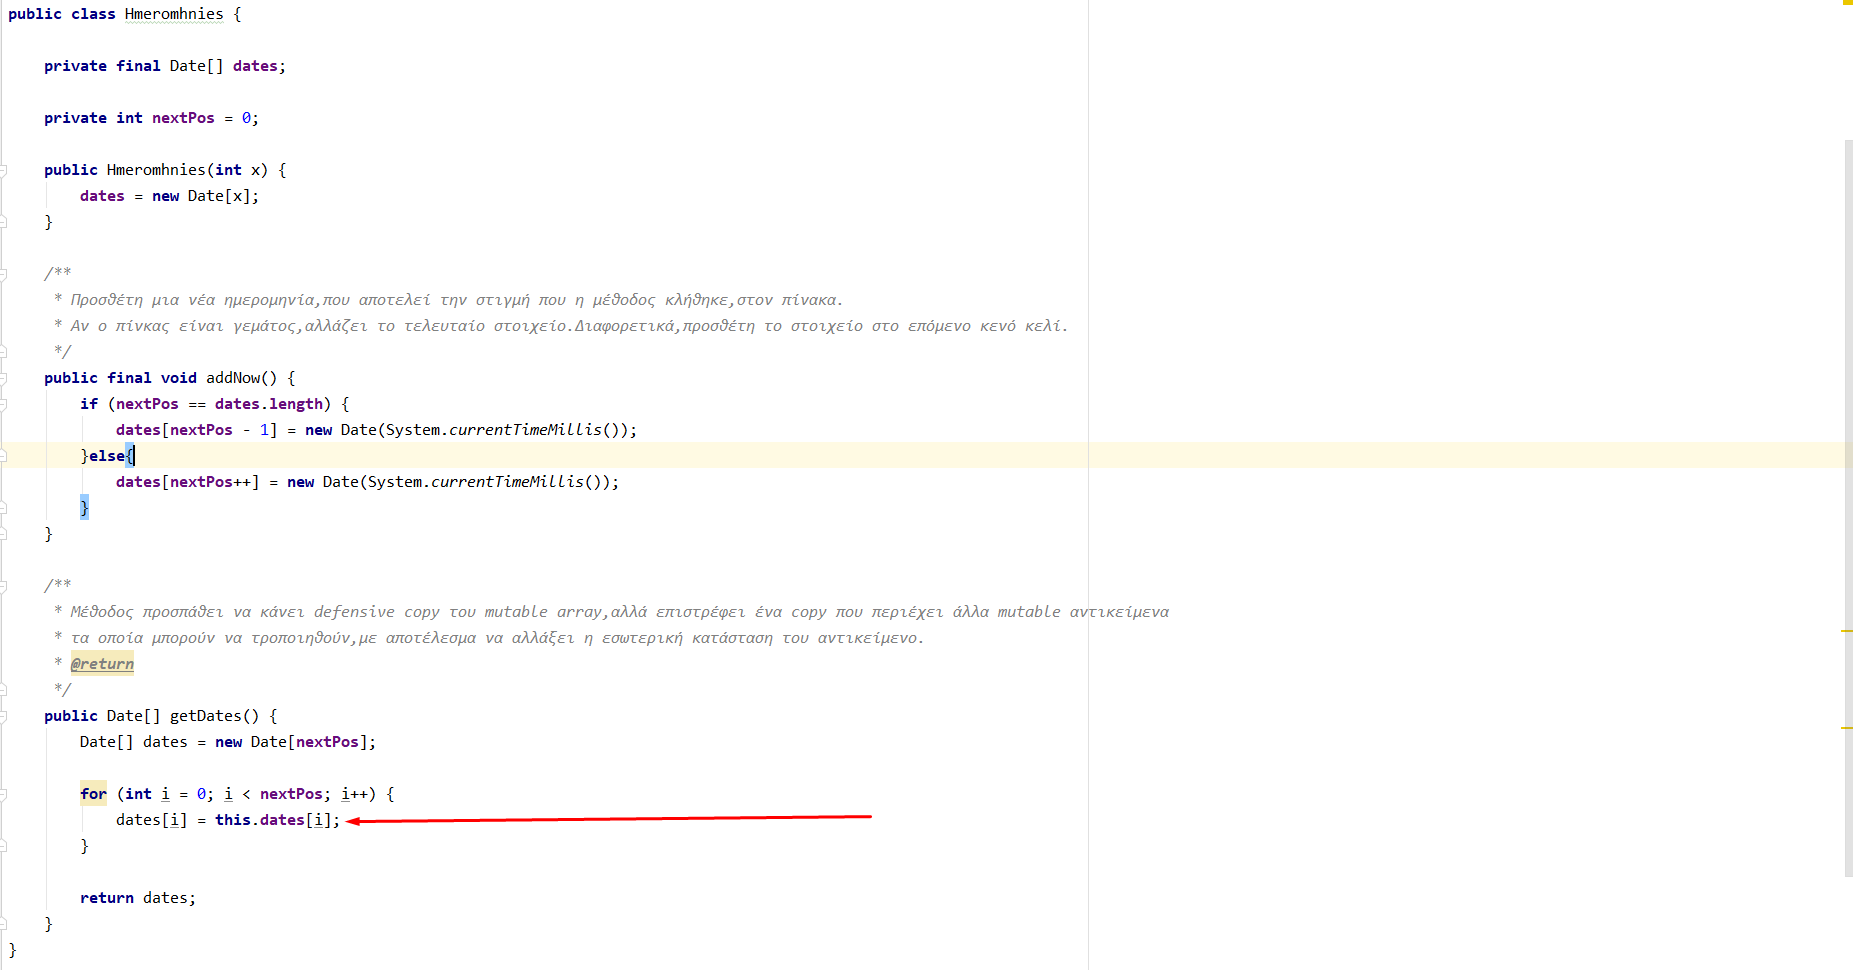 public class Hmeromhnies {
private final Date[] dates;
private int nextPos = 0;
public Hmeromhnies(int x) {
dates = new Date[x];
}
/**
* Προσθέτη μια νέα ημερομηνία,που αποτελεί την στιγμή που η μέθοδος κλήθηκε,στον πίνακα.
* Αν ο πίνκας είναι γεμάτος,αλλάζει το τελευταίο στοιχείο.Διαφορετικά,προσθέτη το στοιχείο στο επόμενο κενό κελί.
*/
public final void addNow() {
if (nextPos == dates.length) {
dates[nextPos - 1] = new Date(System.currentTimeMillis());
}else{
dates[nextPos++] = new Date(System.currentTimeMillis());
}
}
/**
* Μέθοδος προσπάθει να κάνει defensive copy του mutable array,αλλά επιστρέφει ένα copy που περιέχει άλλα mutable αντικείμενα
* τα οποία μπορούν να τροποιηθούν,με αποτέλεσμα να αλλάξει η εσωτερική κατάσταση του αντικείμενο.
* @return
*/
public Date[] getDates() {
Date[] dates = new Date[nextPos];
for (int i = 0; i < nextPos; i++) {
dates[i] = this.dates[i];
}
return dates;
}
}